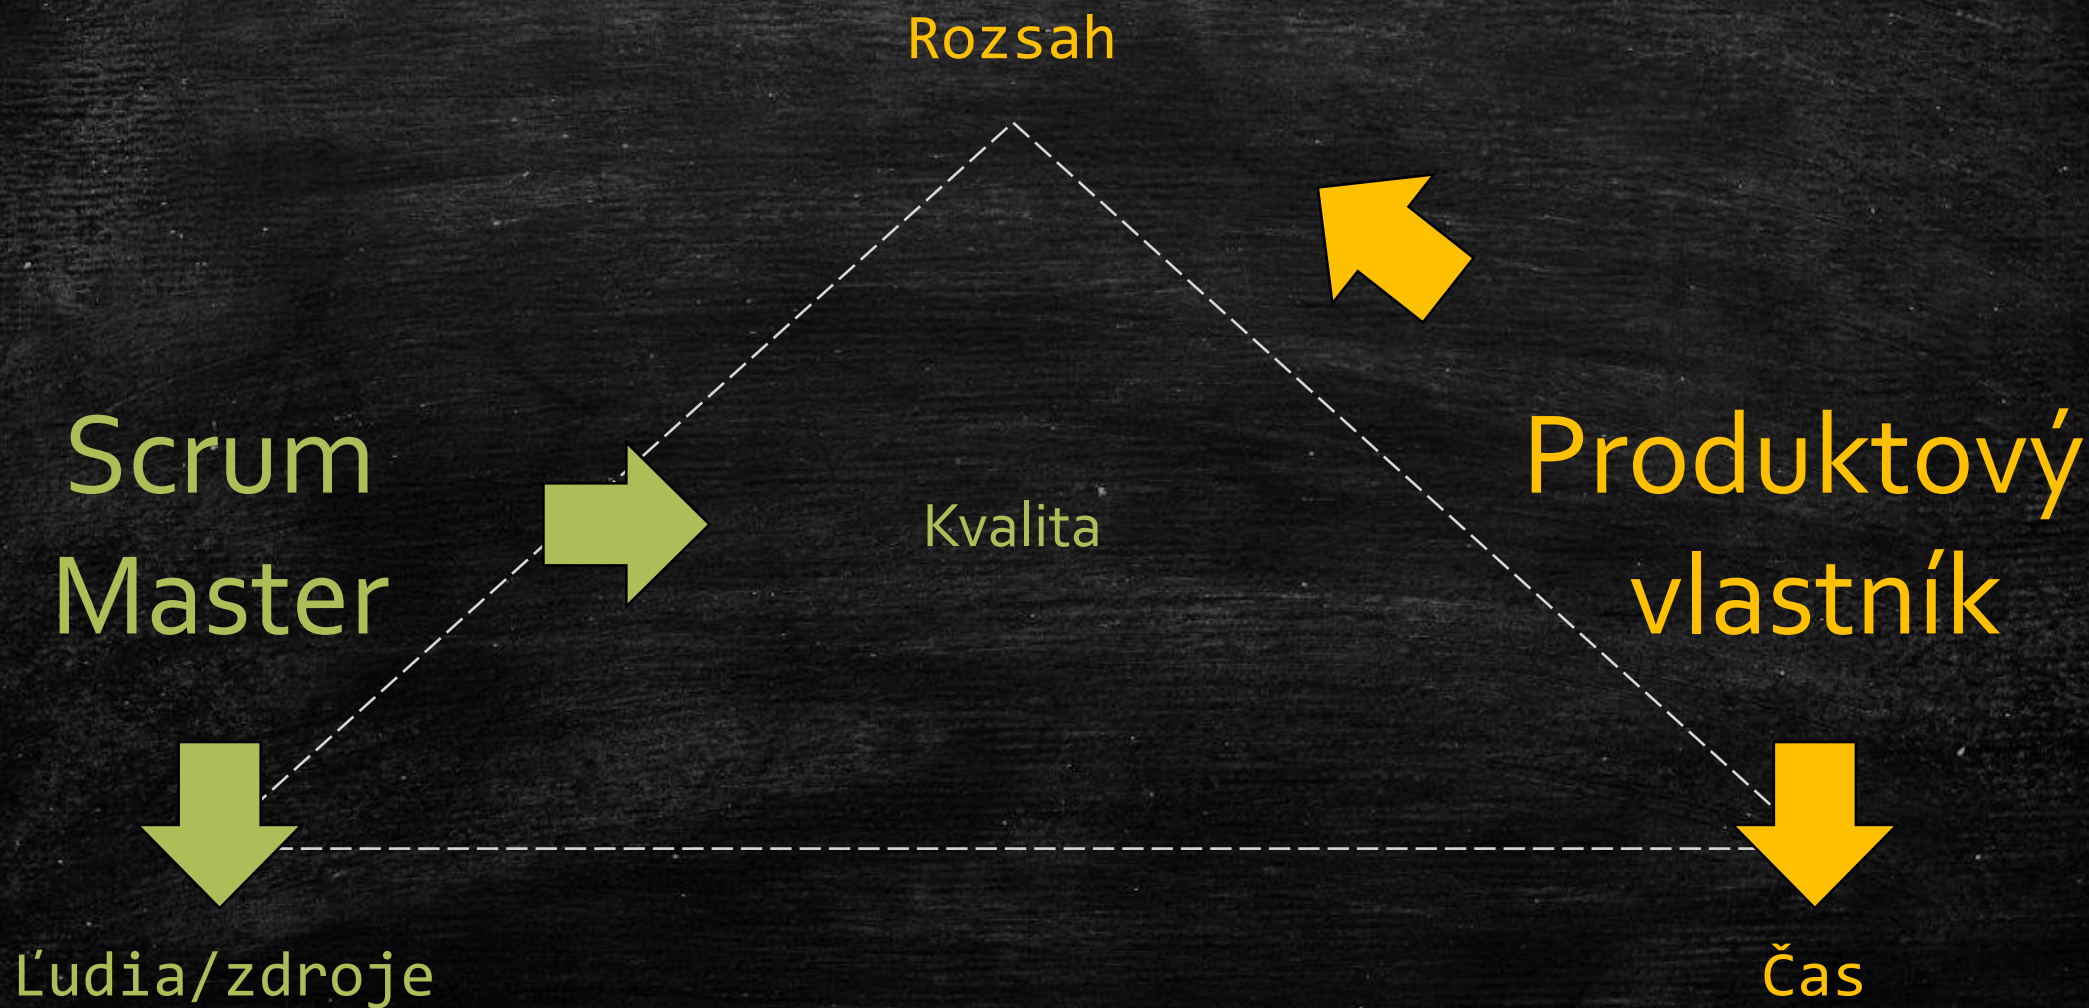 Rozsah
Scrum
Master
Kvalita
Produktový
vlastník
Ľudia/zdroje
Čas